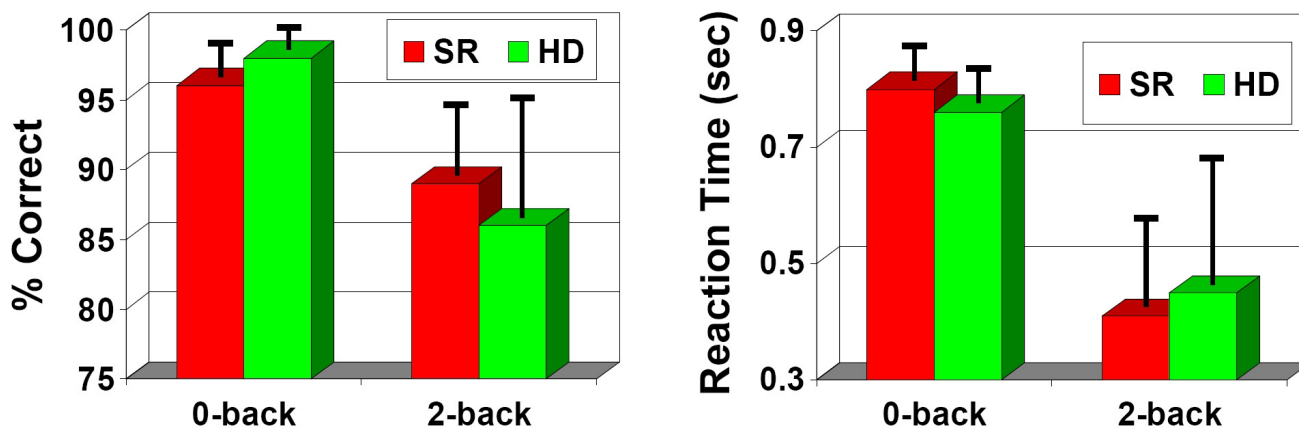 % Correct
100
95
90
85
80
75
SR HD
0-back 2-back
Reaction Time (sec)
0.9
0.7
0.5
0.3
SR HD
0-back 2-back